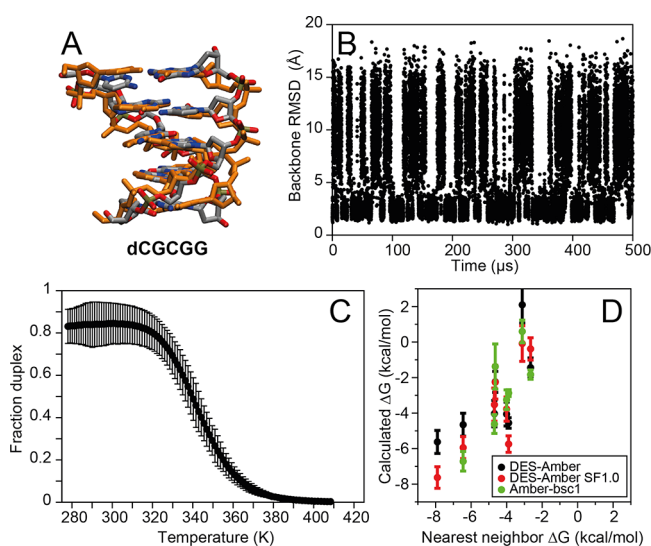 A
dCGCGG
B
Backbone RMSD (Å)
20
15
10
5
0
0 100 200 300 400 500
Time (µs)
C
Fraction duplex
1
0.8
0.6
0.4
0.2
0
280 300 320 340 360 380 400 420
Temperature (K)
D
Calculated ΔG (kcal/mol)
2
0
-2
-4
-6
-8
DES-Amber
DES-Amber SF1.0
Amber-bsc1
-8 -6 -4 -2 0 2
Nearest neighbor ΔG (kcal/mol)